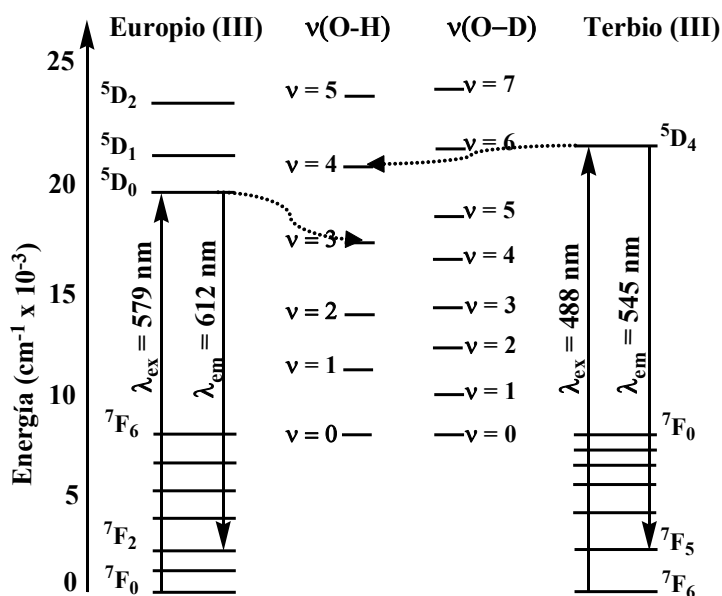 Europio (III) ν(O-H) ν(O–D) Terbio (III)
Energía (cm⁻¹ x 10⁻³)
25
20
15
10
5
0
⁵D₂
⁵D₁
⁵D₀
⁷F₆
⁷F₂
⁷F₀
λex = 579 nm
λem = 612 nm
ν = 5
ν = 4
ν = 3
ν = 2
ν = 1
ν = 0
ν = 7
ν = 6
ν = 5
ν = 4
ν = 3
ν = 2
ν = 1
ν = 0
λex = 488 nm
λem = 545 nm
⁵D₄
⁷F₀
⁷F₅
⁷F₆